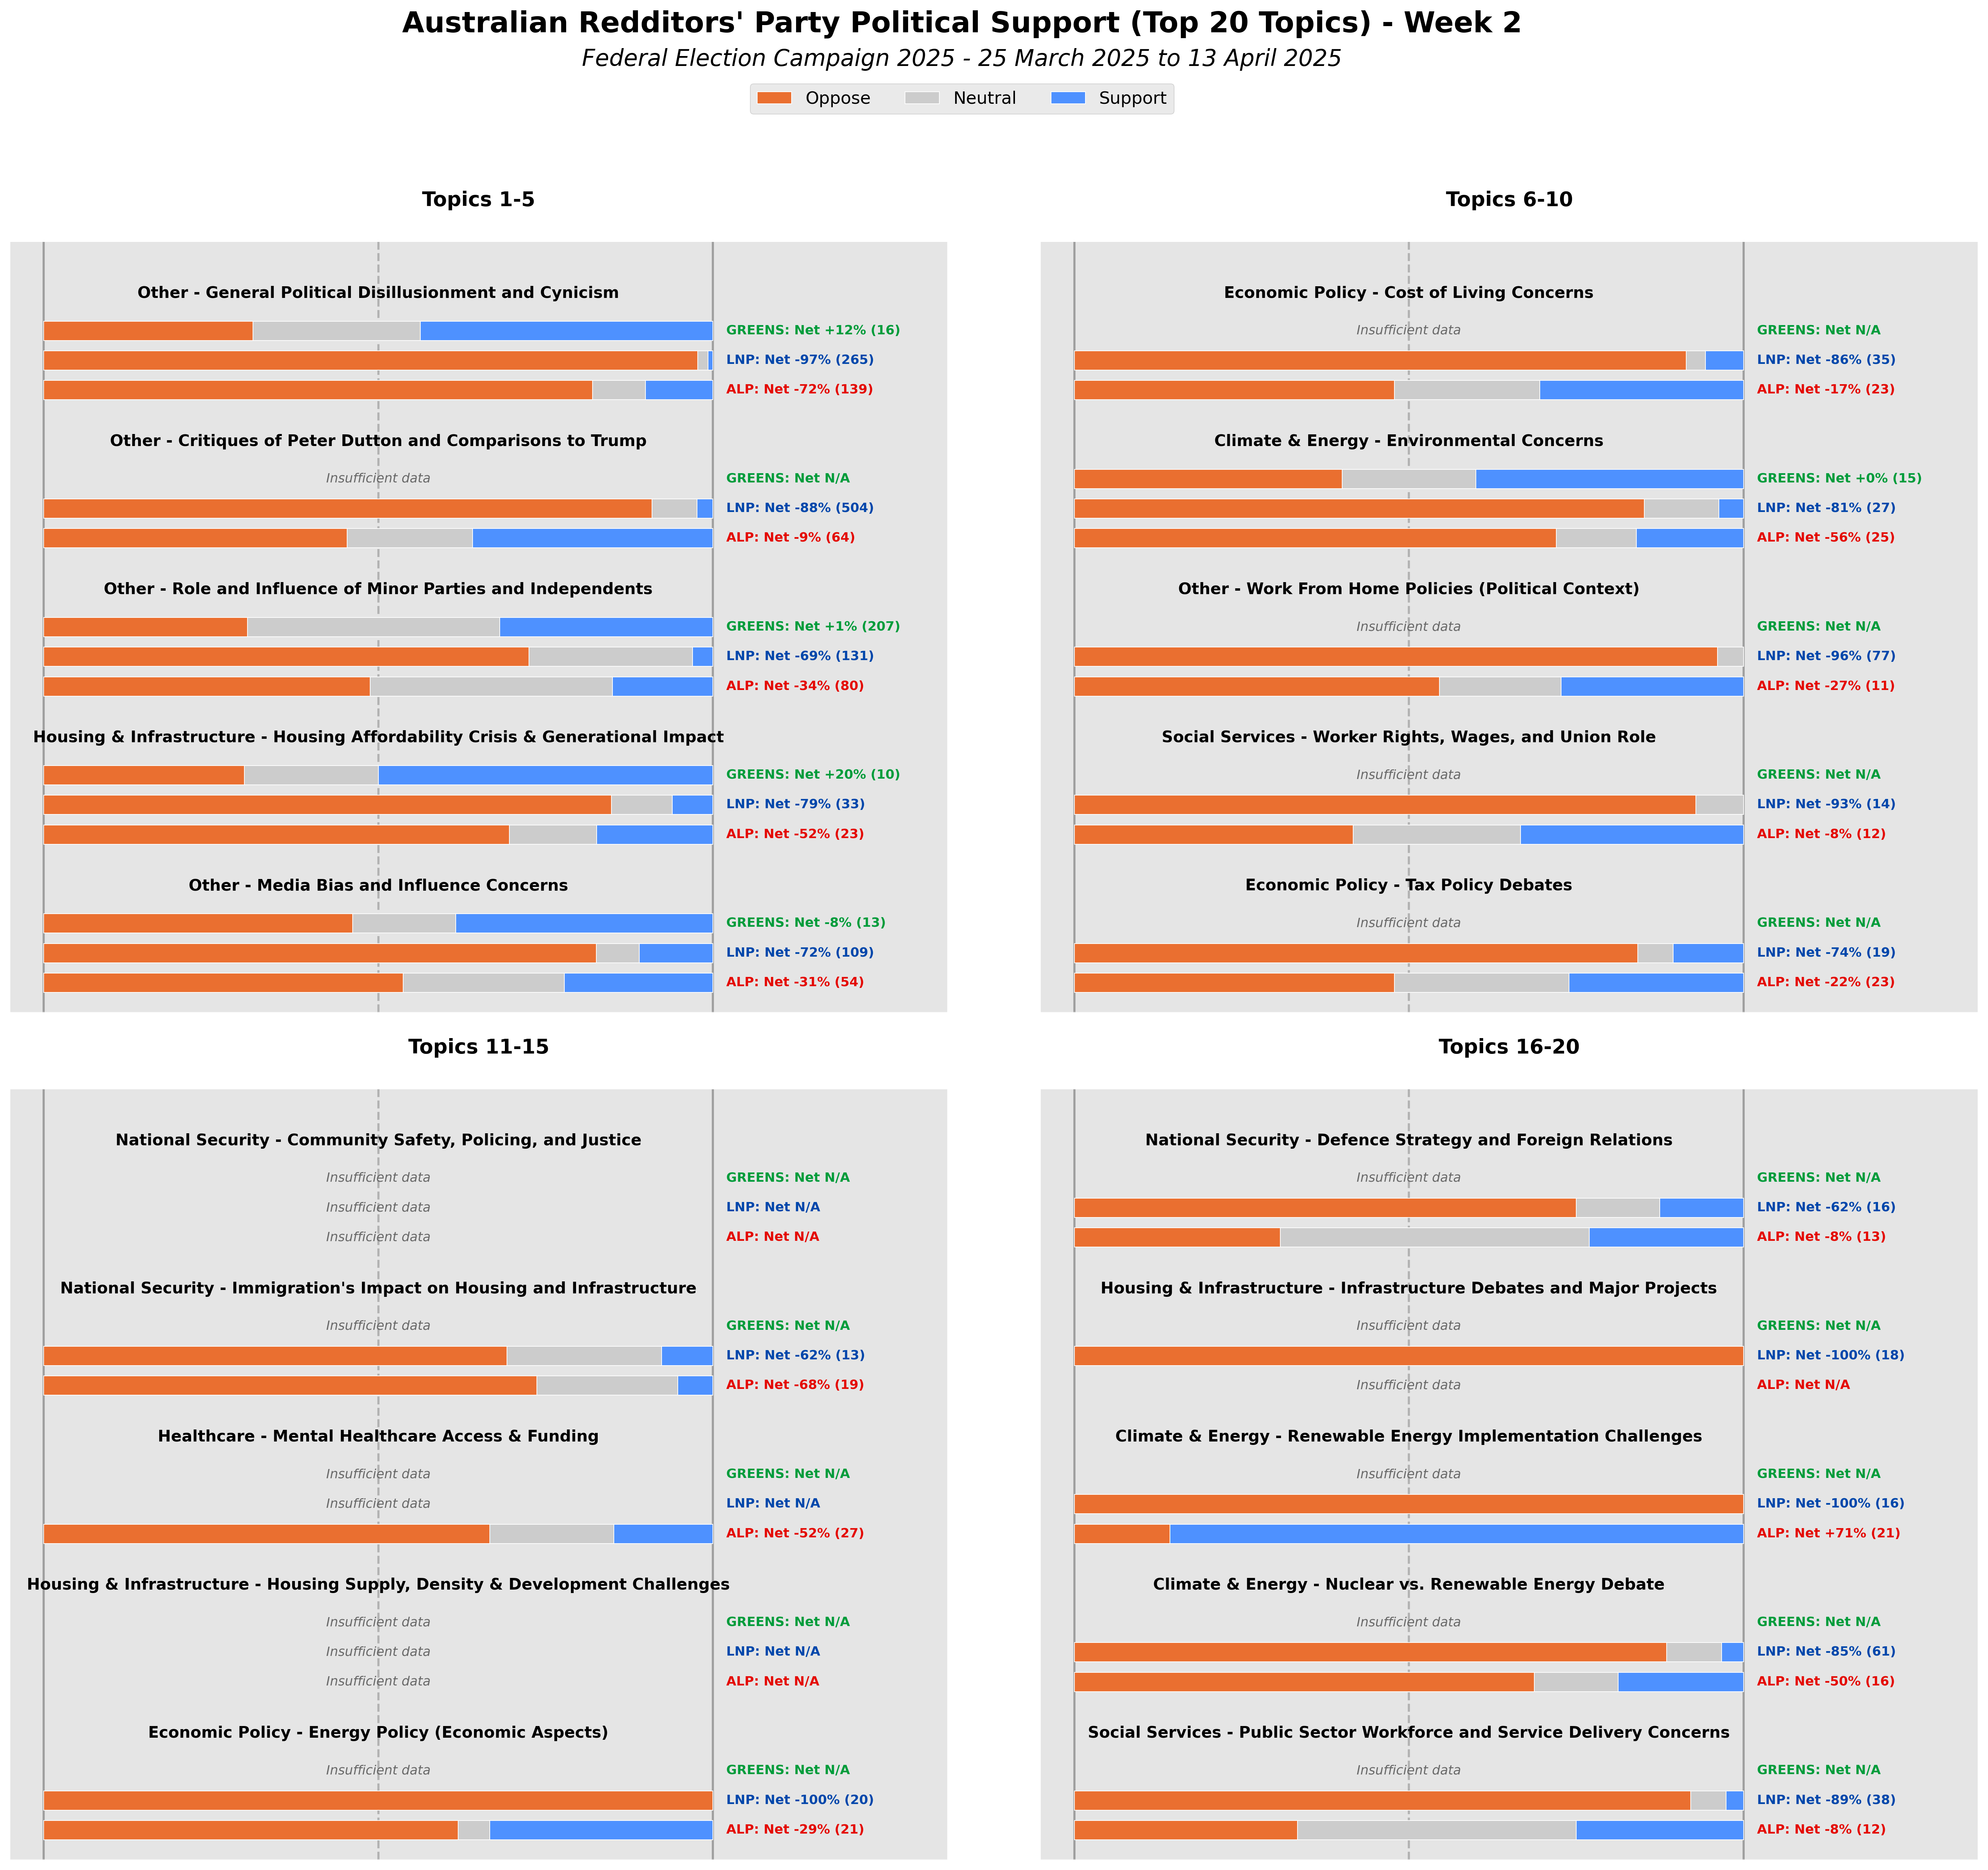 Australian Redditors' Party Political Support (Top 20 Topics) - Week 2
Federal Election Campaign 2025 - 25 March 2025 to 13 April 2025
Oppose Neutral Support
Topics 1-5
Other - General Political Disillusionment and Cynicism
GREENS: Net +12% (16)
LNP: Net -97% (265)
ALP: Net -72% (139)
Other - Critiques of Peter Dutton and Comparisons to Trump
Insufficient data GREENS: Net N/A
LNP: Net -88% (504)
ALP: Net -9% (64)
Other - Role and Influence of Minor Parties and Independents
GREENS: Net +1% (207)
LNP: Net -69% (131)
ALP: Net -34% (80)
Housing & Infrastructure - Housing Affordability Crisis & Generational Impact
GREENS: Net +20% (10)
LNP: Net -79% (33)
ALP: Net -52% (23)
Other - Media Bias and Influence Concerns
GREENS: Net -8% (13)
LNP: Net -72% (109)
ALP: Net -31% (54)
Topics 6-10
Economic Policy - Cost of Living Concerns
Insufficient data GREENS: Net N/A
LNP: Net -86% (35)
ALP: Net -17% (23)
Climate & Energy - Environmental Concerns
GREENS: Net +0% (15)
LNP: Net -81% (27)
ALP: Net -56% (25)
Other - Work From Home Policies (Political Context)
Insufficient data GREENS: Net N/A
LNP: Net -96% (77)
ALP: Net -27% (11)
Social Services - Worker Rights, Wages, and Union Role
Insufficient data GREENS: Net N/A
LNP: Net -93% (14)
ALP: Net -8% (12)
Economic Policy - Tax Policy Debates
Insufficient data GREENS: Net N/A
LNP: Net -74% (19)
ALP: Net -22% (23)
Topics 11-15
National Security - Community Safety, Policing, and Justice
Insufficient data GREENS: Net N/A
Insufficient data LNP: Net N/A
Insufficient data ALP: Net N/A
National Security - Immigration's Impact on Housing and Infrastructure
Insufficient data GREENS: Net N/A
LNP: Net -62% (13)
ALP: Net -68% (19)
Healthcare - Mental Healthcare Access & Funding
Insufficient data GREENS: Net N/A
Insufficient data LNP: Net N/A
ALP: Net -52% (27)
Housing & Infrastructure - Housing Supply, Density & Development Challenges
Insufficient data GREENS: Net N/A
Insufficient data LNP: Net N/A
Insufficient data ALP: Net N/A
Economic Policy - Energy Policy (Economic Aspects)
Insufficient data GREENS: Net N/A
LNP: Net -100% (20)
ALP: Net -29% (21)
Topics 16-20
National Security - Defence Strategy and Foreign Relations
Insufficient data GREENS: Net N/A
LNP: Net -62% (16)
ALP: Net -8% (13)
Housing & Infrastructure - Infrastructure Debates and Major Projects
Insufficient data GREENS: Net N/A
LNP: Net -100% (18)
Insufficient data ALP: Net N/A
Climate & Energy - Renewable Energy Implementation Challenges
Insufficient data GREENS: Net N/A
LNP: Net -100% (16)
ALP: Net +71% (21)
Climate & Energy - Nuclear vs. Renewable Energy Debate
Insufficient data GREENS: Net N/A
LNP: Net -85% (61)
ALP: Net -50% (16)
Social Services - Public Sector Workforce and Service Delivery Concerns
Insufficient data GREENS: Net N/A
LNP: Net -89% (38)
ALP: Net -8% (12)